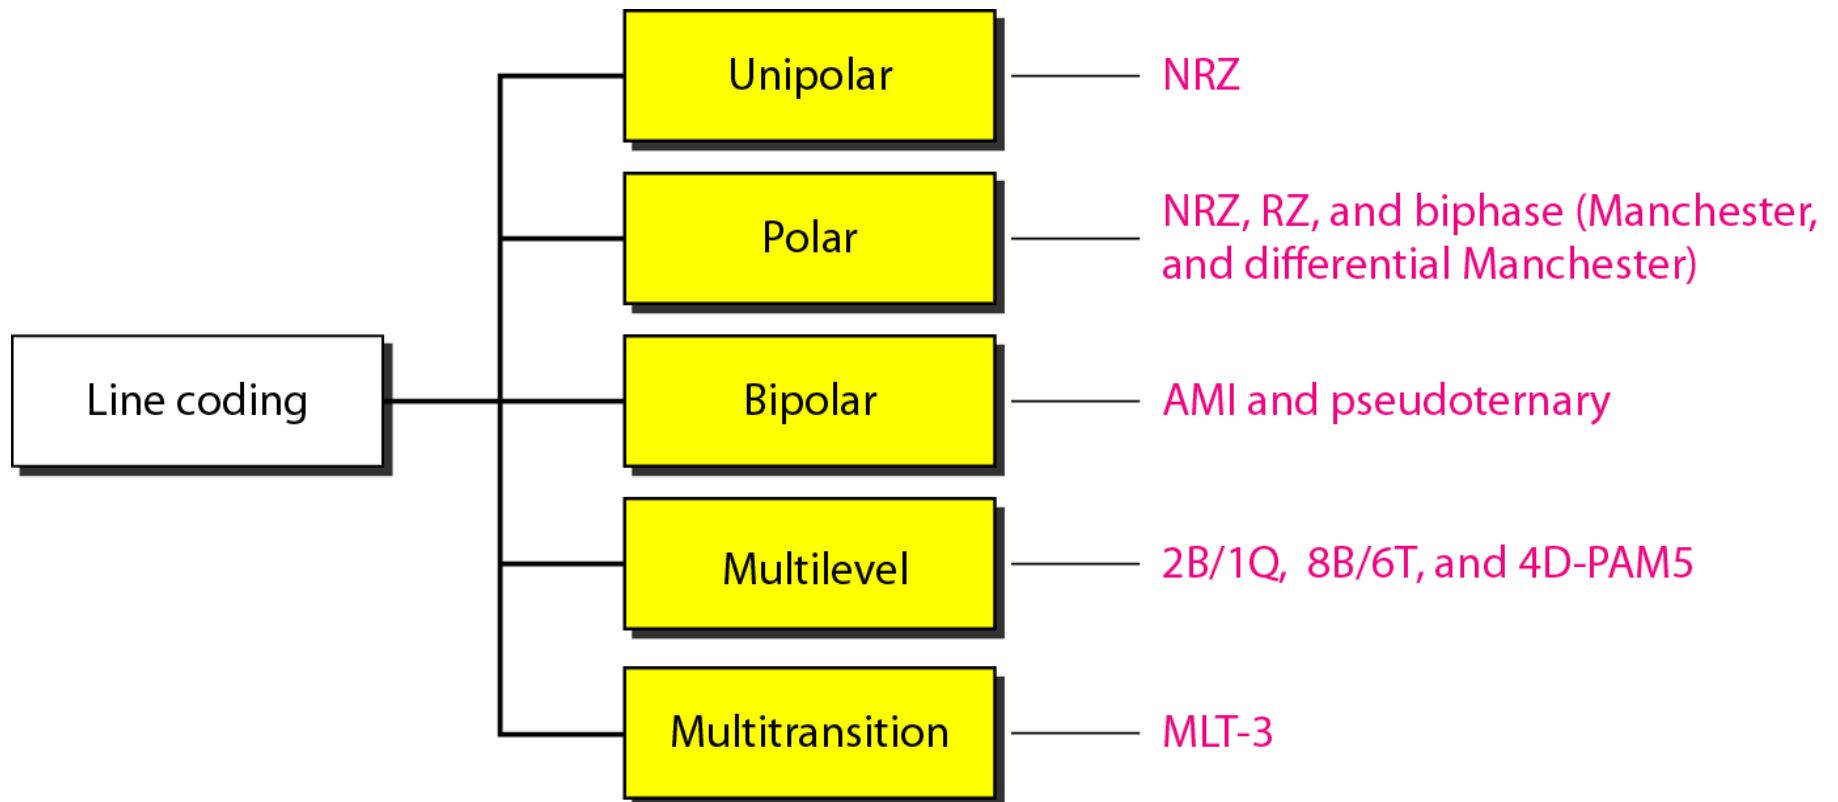 Unipolar
NRZ
Polar
NRZ, RZ, and biphase (Manchester,
and differential Manchester)
Line coding
Bipolar
AMI and pseudoternary
Multilevel
2B/1Q, 8B/6T, and 4D-PAM5
Multitransition
MLT-3